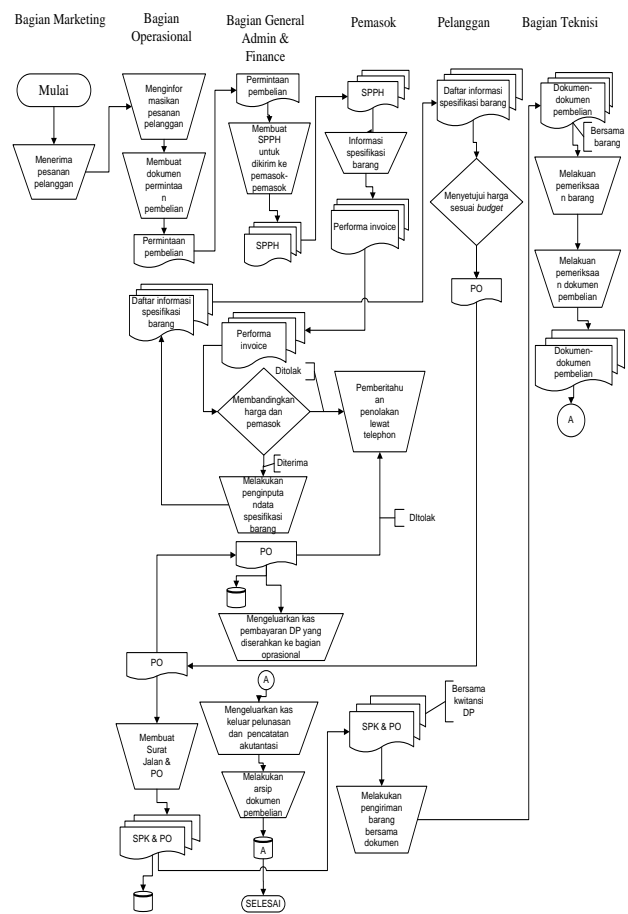 Bagian Marketing
Bagian
Operasional
Bagian General
Admin &
Finance
Pemasok
Pelanggan
Bagian Teknisi
Mulai
Menerima
pesanan
pelanggan
Menginfor
masikan
pesanan
pelanggan
Membuat
dokumen
permintaa
n
pembelian
Permintaan
pembelian
Permintaan
pembelian
Membuat
SPPH
untuk
dikirim ke
pemasok-
pemasok
SPPH
SPPH
Informasi
spesifikasi
barang
Performa invoice
Daftar informasi
spesifikasi barang
Menyetujui harga
sesuai budget
PO
Dokumen-
dokumen
pembelian
Bersama
barang
Melakuan
pemeriksaa
n barang
Melakuan
pemeriksaa
n dokumen
pembelian
Dokumen-
dokumen
pembelian
A
Daftar informasi
spesifikasi
barang
Performa
invoice
Ditolak
Membandingkan
harga dan
pemasok
Pemberitahu
an
penolakan
lewat
telephon
Diterima
Melakukan
penginputa
ndata
spesifikasi
barang
DItolak
PO
Mengeluarkan kas
pembayaran DP yang
diserahkan ke bagian
oprasional
PO
A
Mengeluarkan kas
keluar pelunasan
dan pencatatan
akutantasi
Bersama
kwitansi
DP
SPK & PO
Membuat
Surat
Jalan &
PO
Melakukan
arsip
dokumen
pembelian
Melakukan
pengiriman
barang
bersama
dokumen
SPK & PO
A
SELESAI